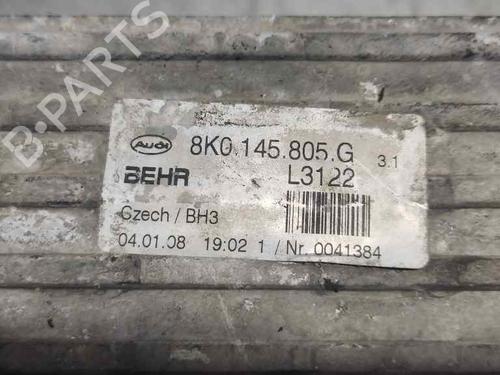 AUDI 8K0.145.805.G 3.1
BEHR L3122
Czech / BH3
04.01.08 19:02 1 / Nr. 0041384
B-PARTS